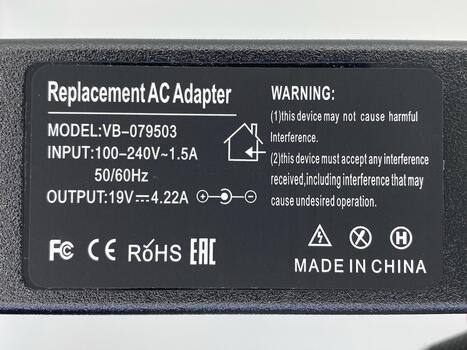 Replacement AC Adapter
MODEL:VB-079503
INPUT:100-240V~1.5A
50/60Hz
OUTPUT:19V⎓4.22A
WARNING:
(1)this device may not cause harmful
Interference.
(2)this device must accept any interference
received,including interference that may
cause undesired operation.
FC CE RoHS EAC
H
MADE IN CHINA